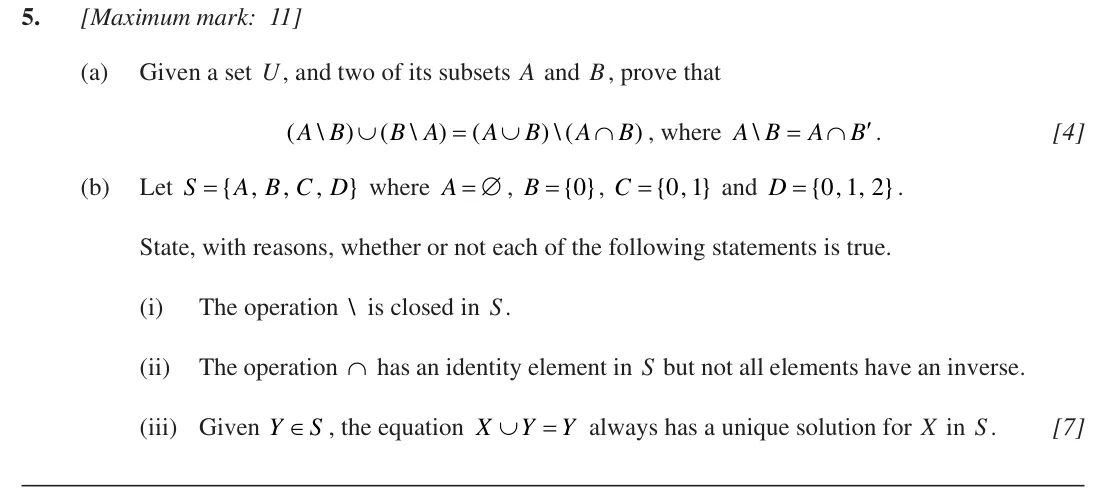 5. [Maximum mark: 11]
(a) Given a set U, and two of its subsets A and B, prove that
(A \ B) ∪ (B \ A) = (A ∪ B) \ (A ∩ B), where A \ B = A ∩ B′. [4]
(b) Let S = {A, B, C, D} where A = ∅, B = {0}, C = {0, 1} and D = {0, 1, 2}.
State, with reasons, whether or not each of the following statements is true.
(i) The operation \ is closed in S.
(ii) The operation ∩ has an identity element in S but not all elements have an inverse.
(iii) Given Y ∈ S, the equation X ∪ Y = Y always has a unique solution for X in S. [7]